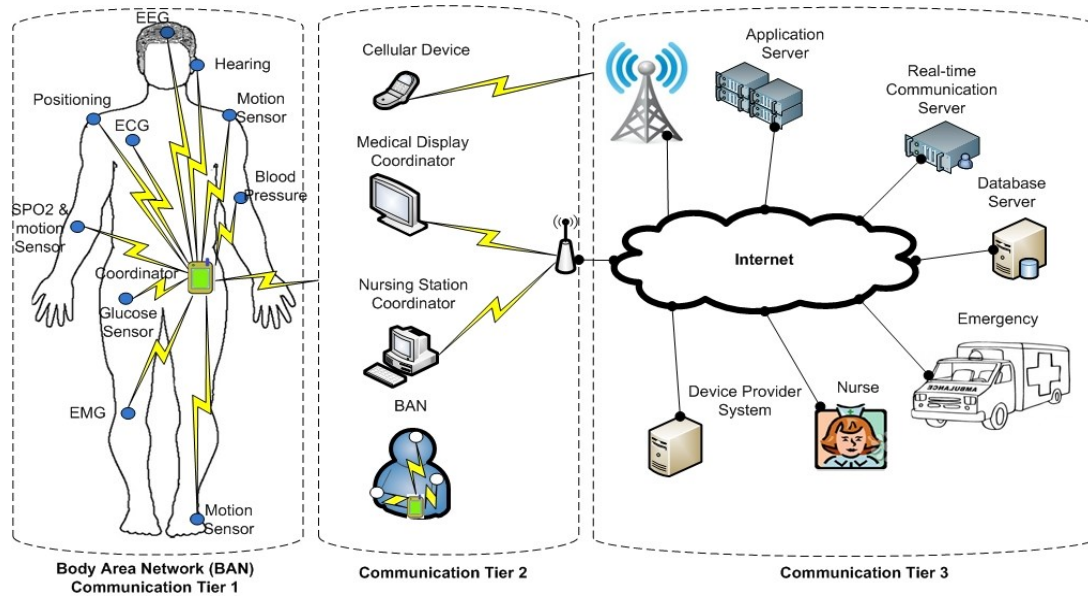 EEG
Hearing
Positioning
Motion
Sensor
ECG
Blood
Pressure
SPO2 &
motion
Sensor
Coordinator
Glucose
Sensor
EMG
Motion
Sensor
Body Area Network (BAN)
Communication Tier 1
Cellular Device
Medical Display
Coordinator
Nursing Station
Coordinator
BAN
Communication Tier 2
Application
Server
Real-time
Communication
Server
Database
Server
Internet
Emergency
AMBULANCE
Device Provider
System
Nurse
Communication Tier 3